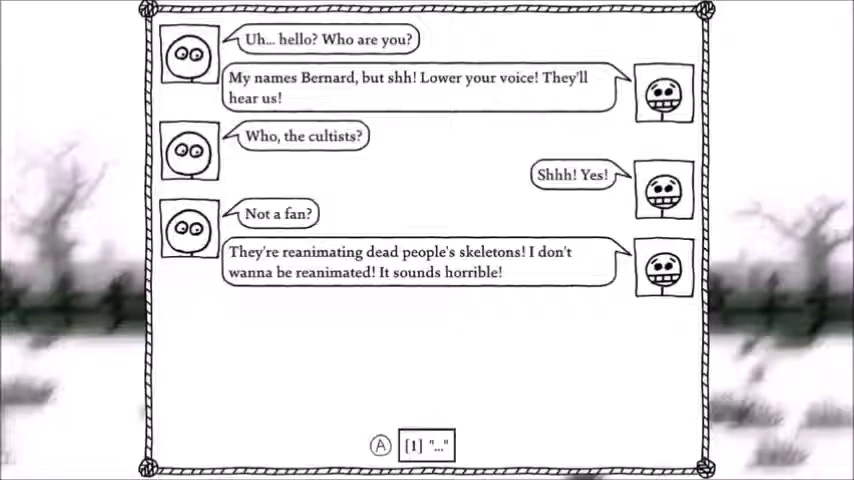 Uh... hello? Who are you?
My names Bernard, but shh! Lower your voice! They'll
hear us!
Who, the cultists?
Shhh! Yes!
Not a fan?
They're reanimating dead people's skeletons! I don't
wanna be reanimated! It sounds horrible!
A [1] "..."